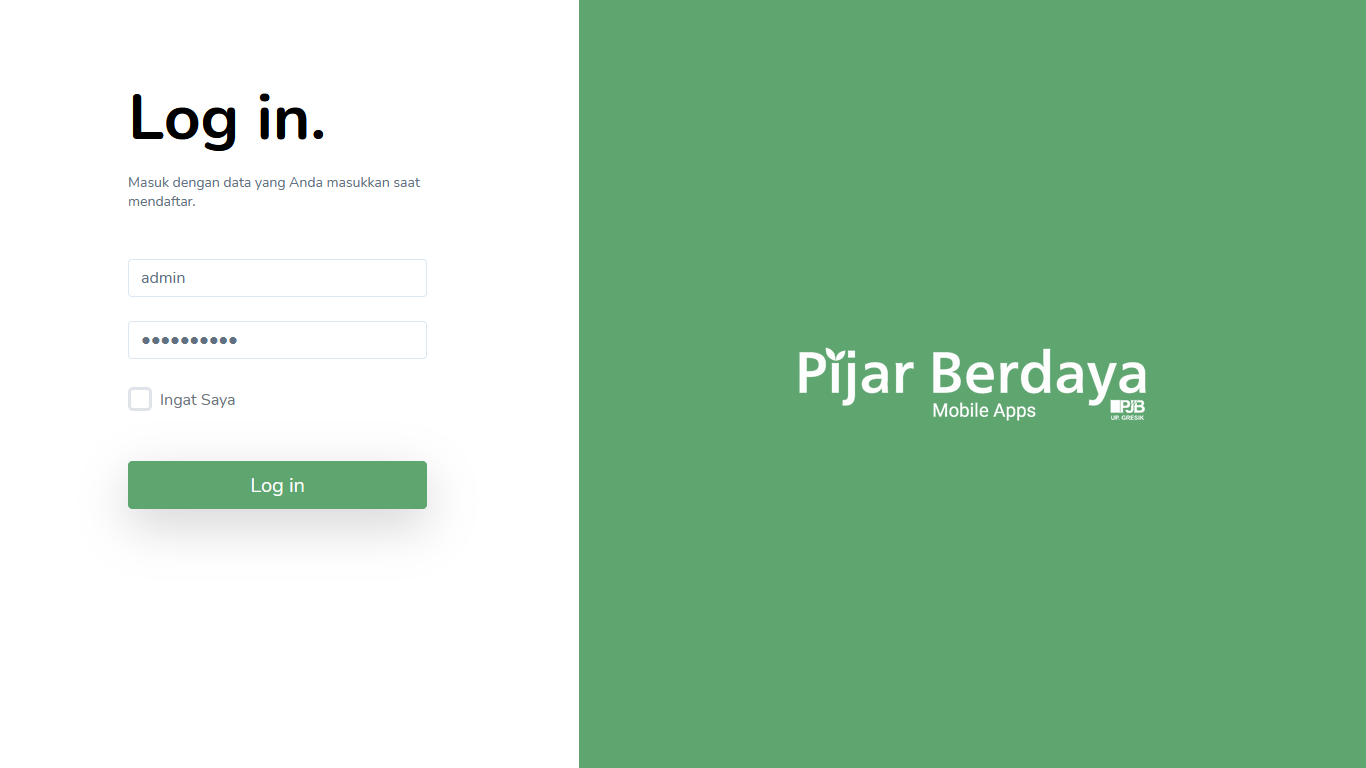 Log in.
Masuk dengan data yang Anda masukkan saat
mendaftar.
admin
●●●●●●●●●●
Ingat Saya
Log in
Pijar Berdaya
Mobile Apps
PJB
UP. GRESIK